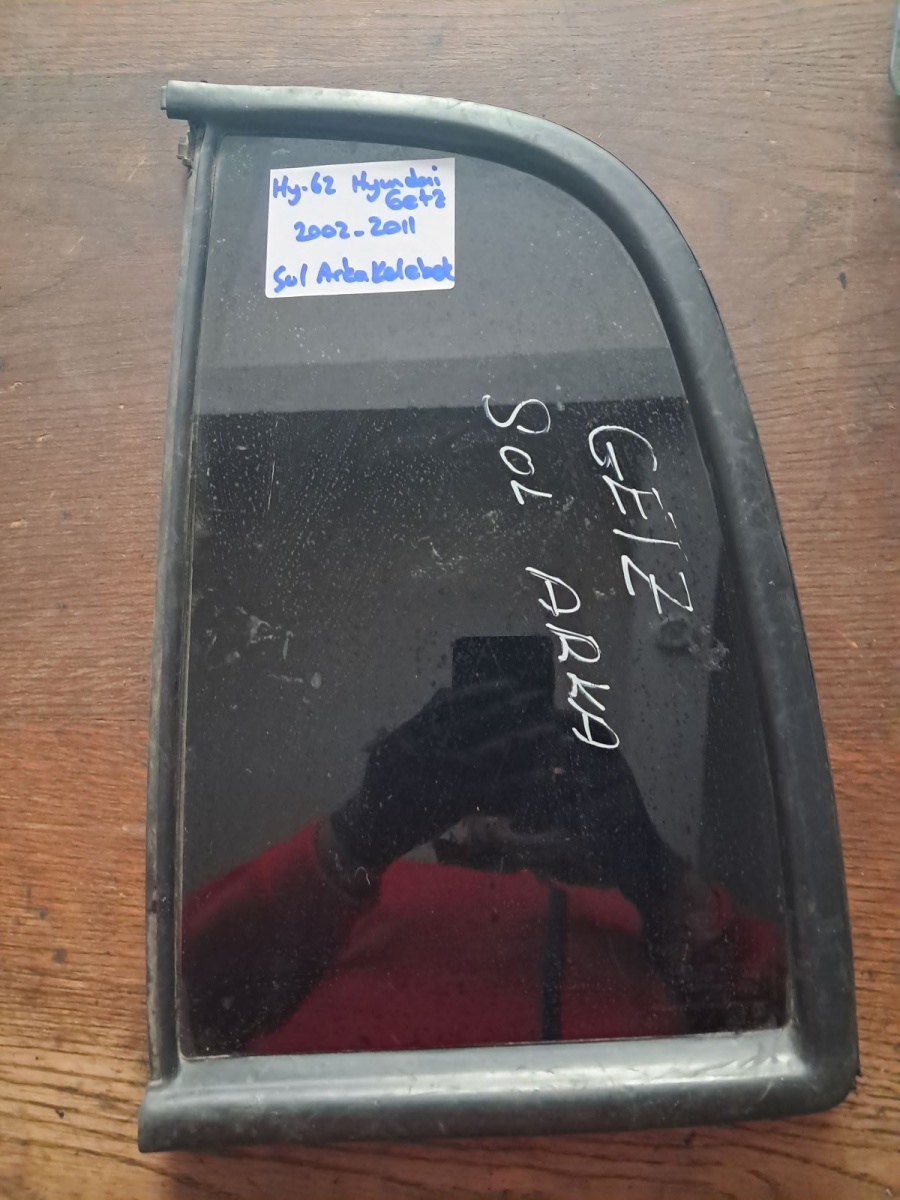 Hy-62 Hyundai
Getz
2002-2011
Sol Arka Kelebek
GETZ
SOL ARKA